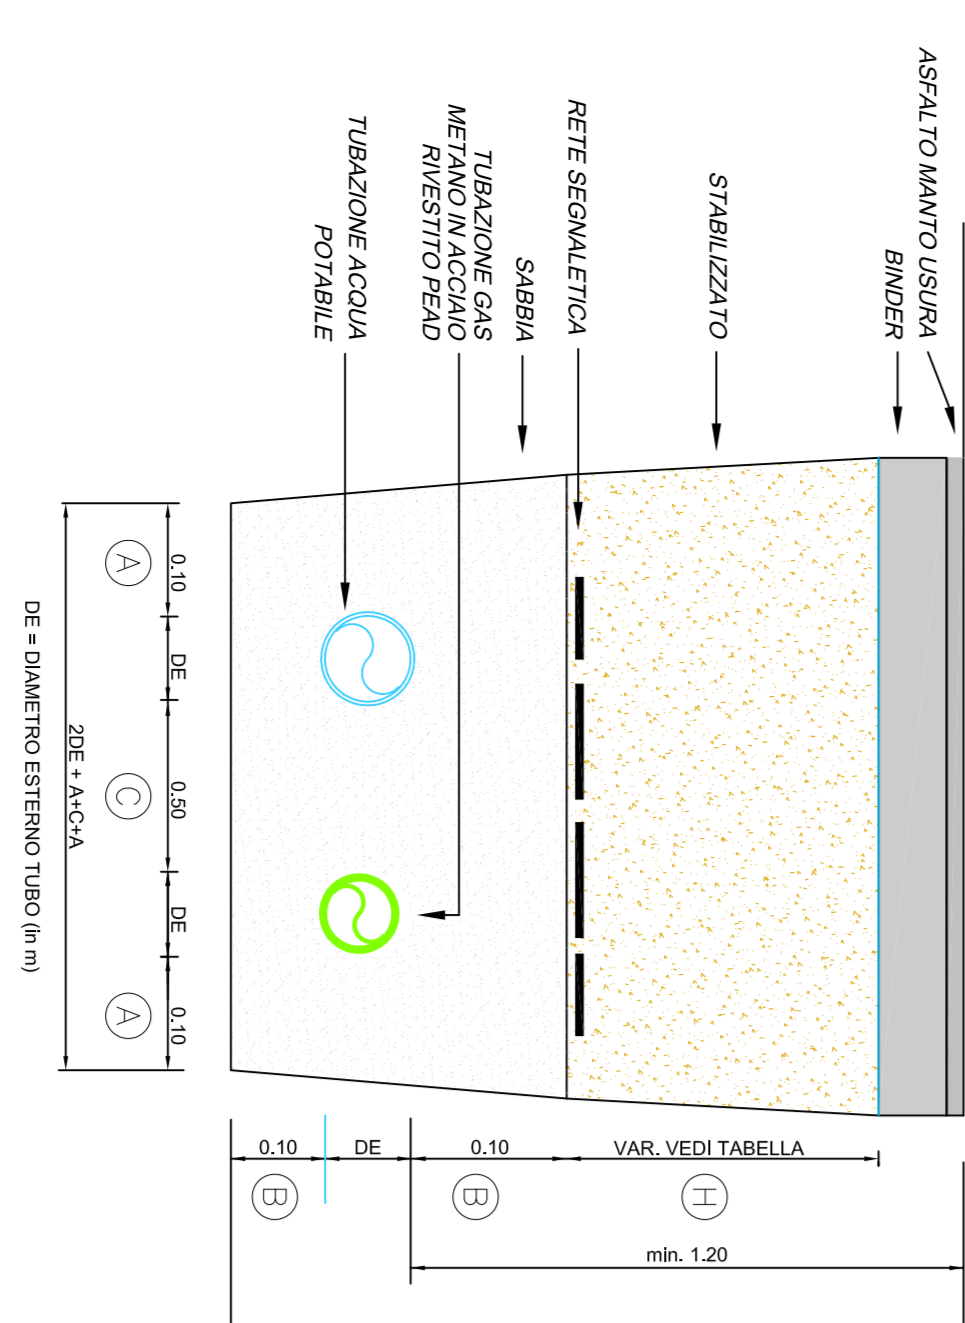 ASFALTO MANTO USURA
BINDER
STABILIZZATO
RETE SEGNALETICA
SABBIA
TUBAZIONE GAS
METANO IN ACCIAIO
RIVESTITO PEAD
TUBAZIONE ACQUA
POTABILE
VAR. VEDI TABELLA
H
min. 1.20
0.10
B
DE
0.10
B
0.10
DE
0.50
DE
0.10
A
C
A
2DE + A+C+A
DE = DIAMETRO ESTERNO TUBO (in m)